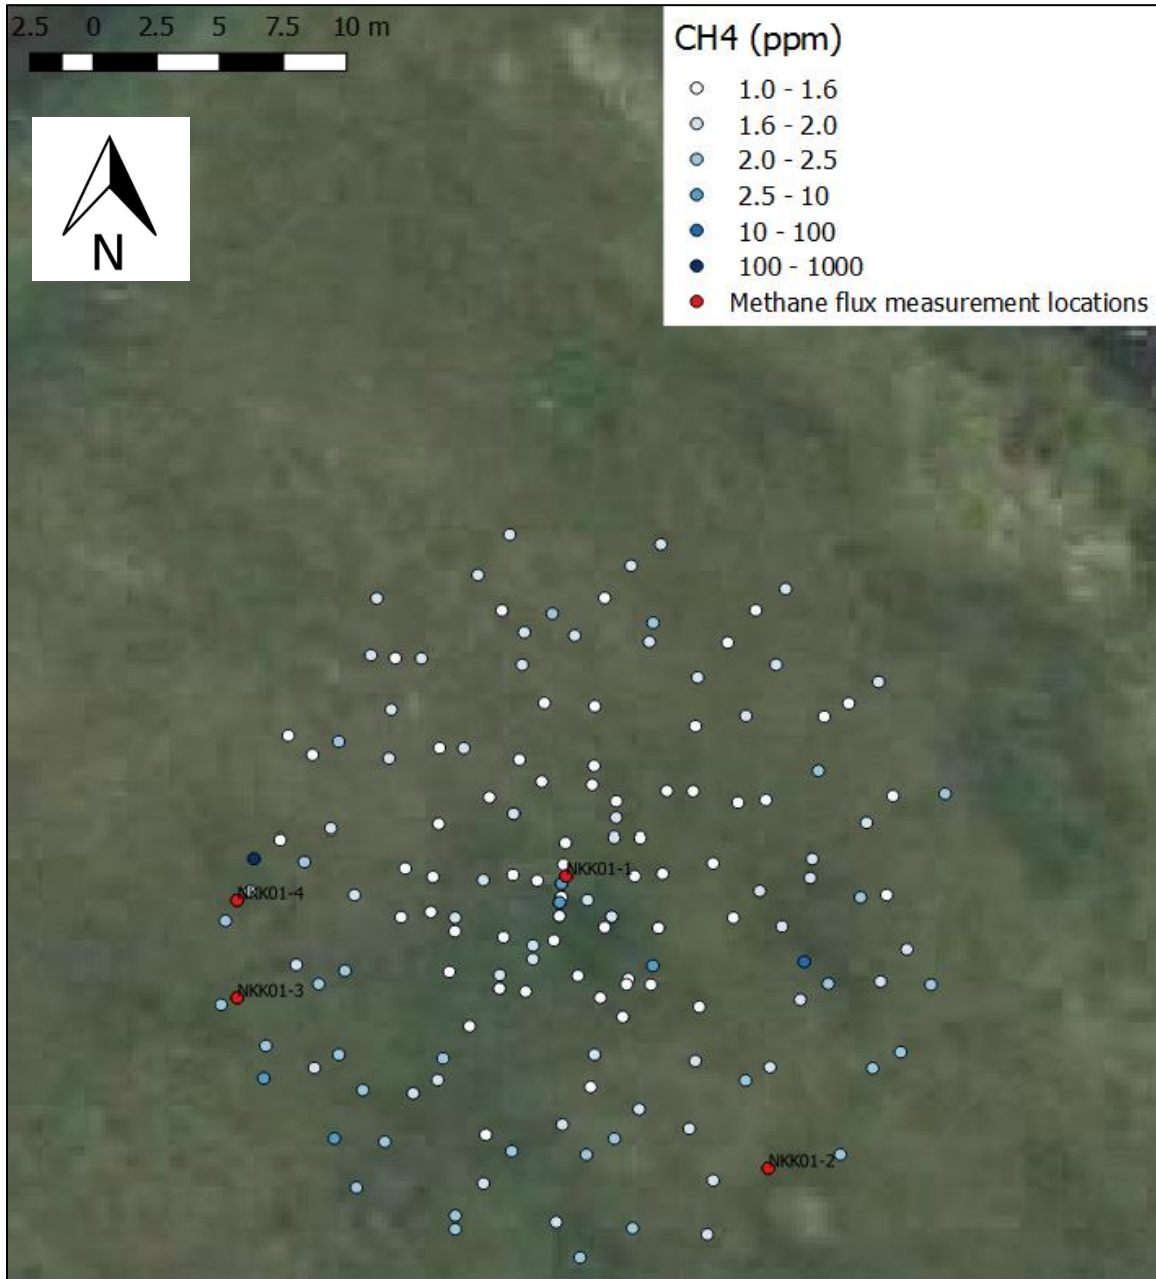 2.5 0 2.5 5 7.5 10 m
N
CH4 (ppm)
1.0 - 1.6
1.6 - 2.0
2.0 - 2.5
2.5 - 10
10 - 100
100 - 1000
Methane flux measurement locations
NKK01-1
NKK01-4
NKK01-3
NKK01-2